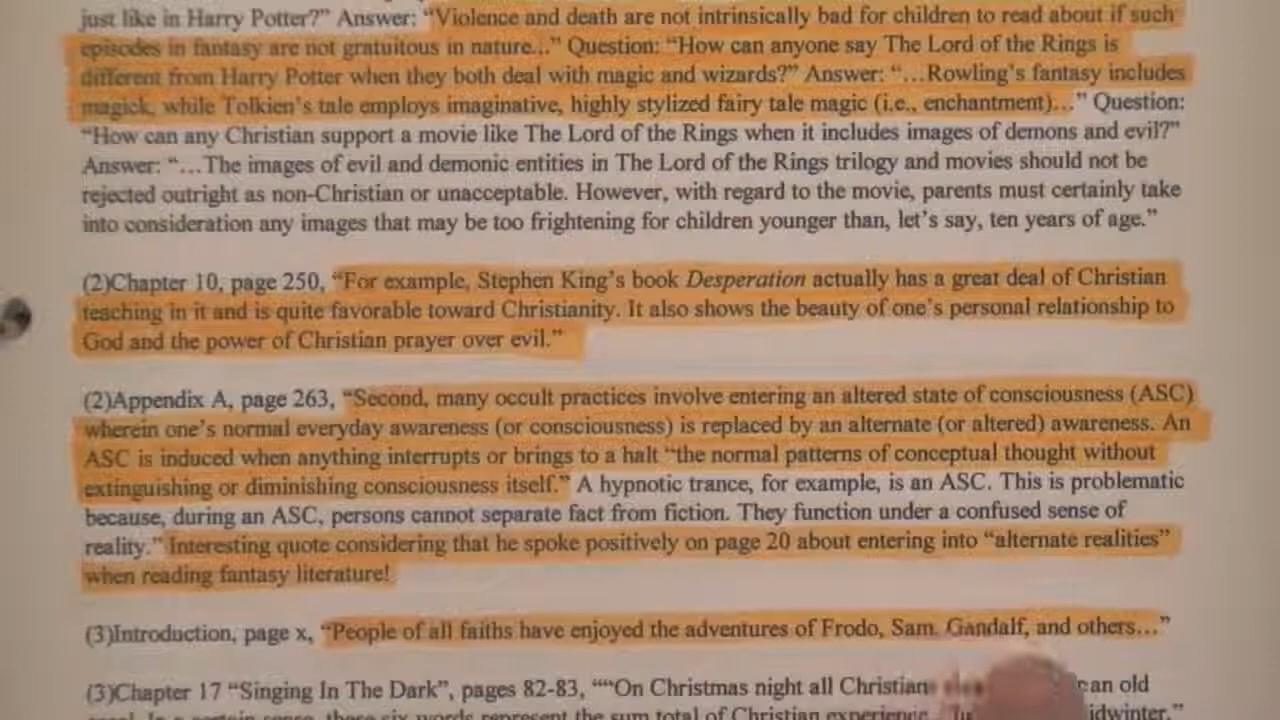 just like in Harry Potter?” Answer: “Violence and death are not intrinsically bad for children to read about if such
episodes in fantasy are not gratuitous in nature...” Question: “How can anyone say The Lord of the Rings is
different from Harry Potter when they both deal with magic and wizards?” Answer: “…Rowling’s fantasy includes
magick, while Tolkien’s tale employs imaginative, highly stylized fairy tale magic (i.e., enchantment)…” Question:
“How can any Christian support a movie like The Lord of the Rings when it includes images of demons and evil?”
Answer: “…The images of evil and demonic entities in The Lord of the Rings trilogy and movies should not be
rejected outright as non-Christian or unacceptable. However, with regard to the movie, parents must certainly take
into consideration any images that may be too frightening for children younger than, let’s say, ten years of age.”
(2)Chapter 10, page 250, “For example, Stephen King’s book Desperation actually has a great deal of Christian
teaching in it and is quite favorable toward Christianity. It also shows the beauty of one’s personal relationship to
God and the power of Christian prayer over evil.”
(2)Appendix A, page 263, “Second, many occult practices involve entering an altered state of consciousness (ASC)
wherein one’s normal everyday awareness (or consciousness) is replaced by an alternate (or altered) awareness. An
ASC is induced when anything interrupts or brings to a halt “the normal patterns of conceptual thought without
extinguishing or diminishing consciousness itself.” A hypnotic trance, for example, is an ASC. This is problematic
because, during an ASC, persons cannot separate fact from fiction. They function under a confused sense of
reality.” Interesting quote considering that he spoke positively on page 20 about entering into “alternate realities”
when reading fantasy literature!
(3)Introduction, page x, “People of all faiths have enjoyed the adventures of Frodo, Sam, Gandalf, and others…”
(3)Chapter 17 “Singing In The Dark”, pages 82-83, ““On Christmas night all Christians an old
In a certain sense, these six words represent the sum total of Christian experience.